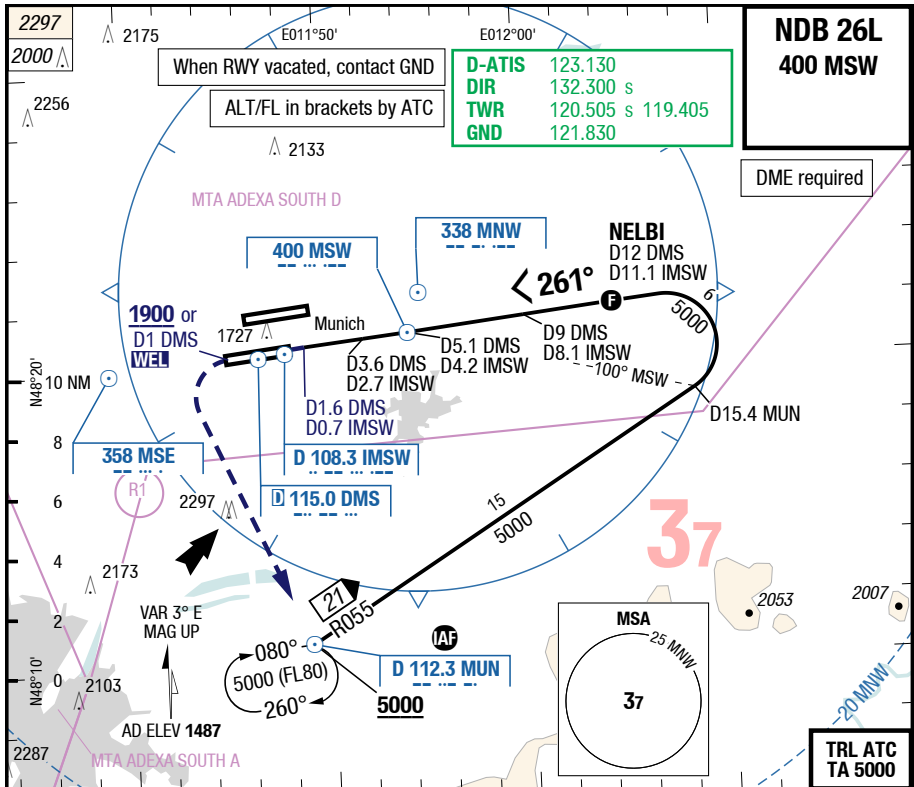 2297
2000
2175
2256
When RWY vacated, contact GND
ALT/FL in brackets by ATC
E011°50'
E012°00'
D-ATIS 123.130
DIR 132.300 s
TWR 120.505 s 119.405
GND 121.830
NDB 26L
400 MSW
DME required
2133
MTA ADEXA SOUTH D
400 MSW
338 MNW
NELBI
D12 DMS
D11.1 IMSW
F
< 261°
6
5000
1900 or
D1 DMS
WEL
1727
Munich
D3.6 DMS
D2.7 IMSW
D5.1 DMS
D4.2 IMSW
D9 DMS
D8.1 IMSW
100° MSW
D15.4 MUN
D1.6 DMS
D0.7 IMSW
N48°20'
10 NM
8
6
4
2
0
N48°10'
358 MSE
D 108.3 IMSW
D 115.0 DMS
R1
2297
15
5000
37
2173
VAR 3° E
MAG UP
21
R055
IAF
D 112.3 MUN
080°
5000 (FL80)
260°
5000
2103
AD ELEV 1487
2287
MTA ADEXA SOUTH A
MSA
25 MNW
37
2053
2007
20 MNW
TRL ATC
TA 5000